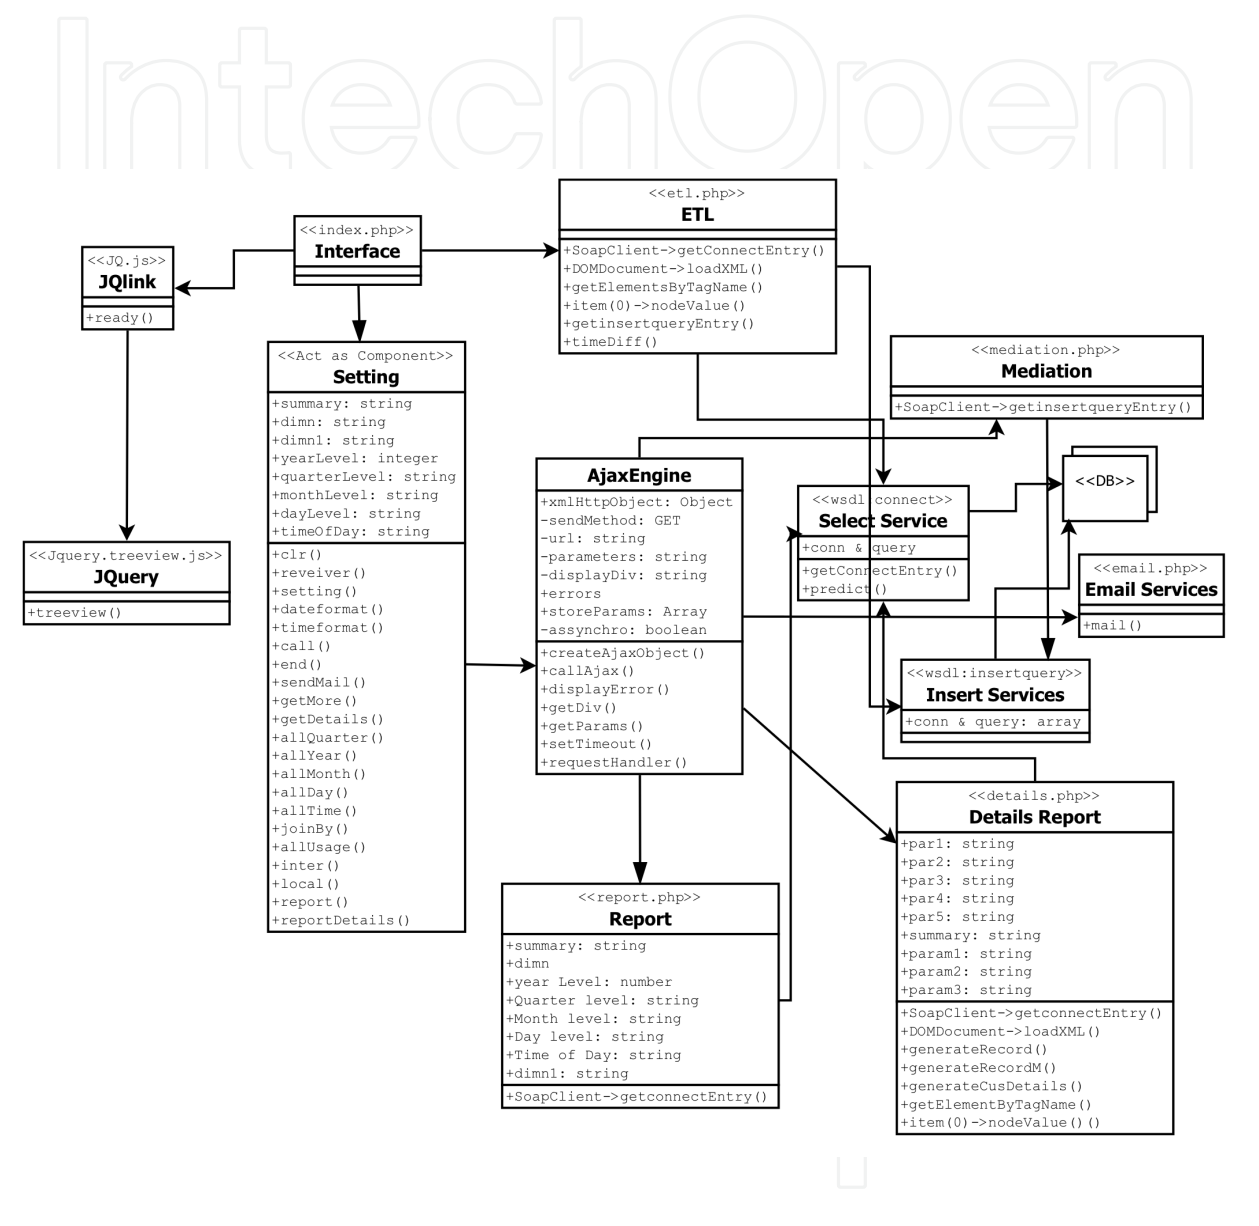 IntechOpen
<<index.php>>
Interface
<<JQ.js>>
JQlink
+ready()
<<Jquery.treeview.js>>
JQuery
+treeview()
<<Act as Component>>
Setting
+summary: string
+dimn: string
+dimn1: string
+yearLevel: integer
+quarterLevel: string
+monthLevel: string
+dayLevel: string
+timeOfDay: string
+clr()
+reveiver()
+setting()
+dateformat()
+timeformat()
+call()
+end()
+sendMail()
+getMore()
+getDetails()
+allQuarter()
+allYear()
+allMonth()
+allDay()
+allTime()
+joinBy()
+allUsage()
+inter()
+local()
+report()
+reportDetails()
<<etl.php>>
ETL
+SoapClient->getConnectEntry()
+DOMDocument->loadXML()
+getElementsByTagName()
+item(0)->nodeValue()
+getinsertqueryEntry()
+timeDiff()
AjaxEngine
+xmlHttpObject: Object
-sendMethod: GET
-url: string
-parameters: string
-displayDiv: string
+errors
+storeParams: Array
-assynchro: boolean
+createAjaxObject()
+callAjax()
+displayError()
+getDiv()
+getParams()
+setTimeout()
+requestHandler()
<<report.php>>
Report
+summary: string
+dimn
+year Level: number
+Quarter level: string
+Month level: string
+Day level: string
+Time of Day: string
+dimn1: string
+SoapClient->getconnectEntry()
<<mediation.php>>
Mediation
+SoapClient->getinsertqueryEntry()
<<wsdl connect>>
Select Service
+conn & query
+getConnectEntry()
+predict()
<<DB>>
<<email.php>>
Email Services
+mail()
<<wsdl:insertquery>>
Insert Services
+conn & query: array
<<details.php>>
Details Report
+par1: string
+par2: string
+par3: string
+par4: string
+par5: string
+summary: string
+param1: string
+param2: string
+param3: string
+SoapClient->getconnectEntry()
+DOMDocument->loadXML()
+generateRecord()
+generateRecordM()
+generateCusDetails()
+getElementByTagName()
+item(0)->nodeValue()()